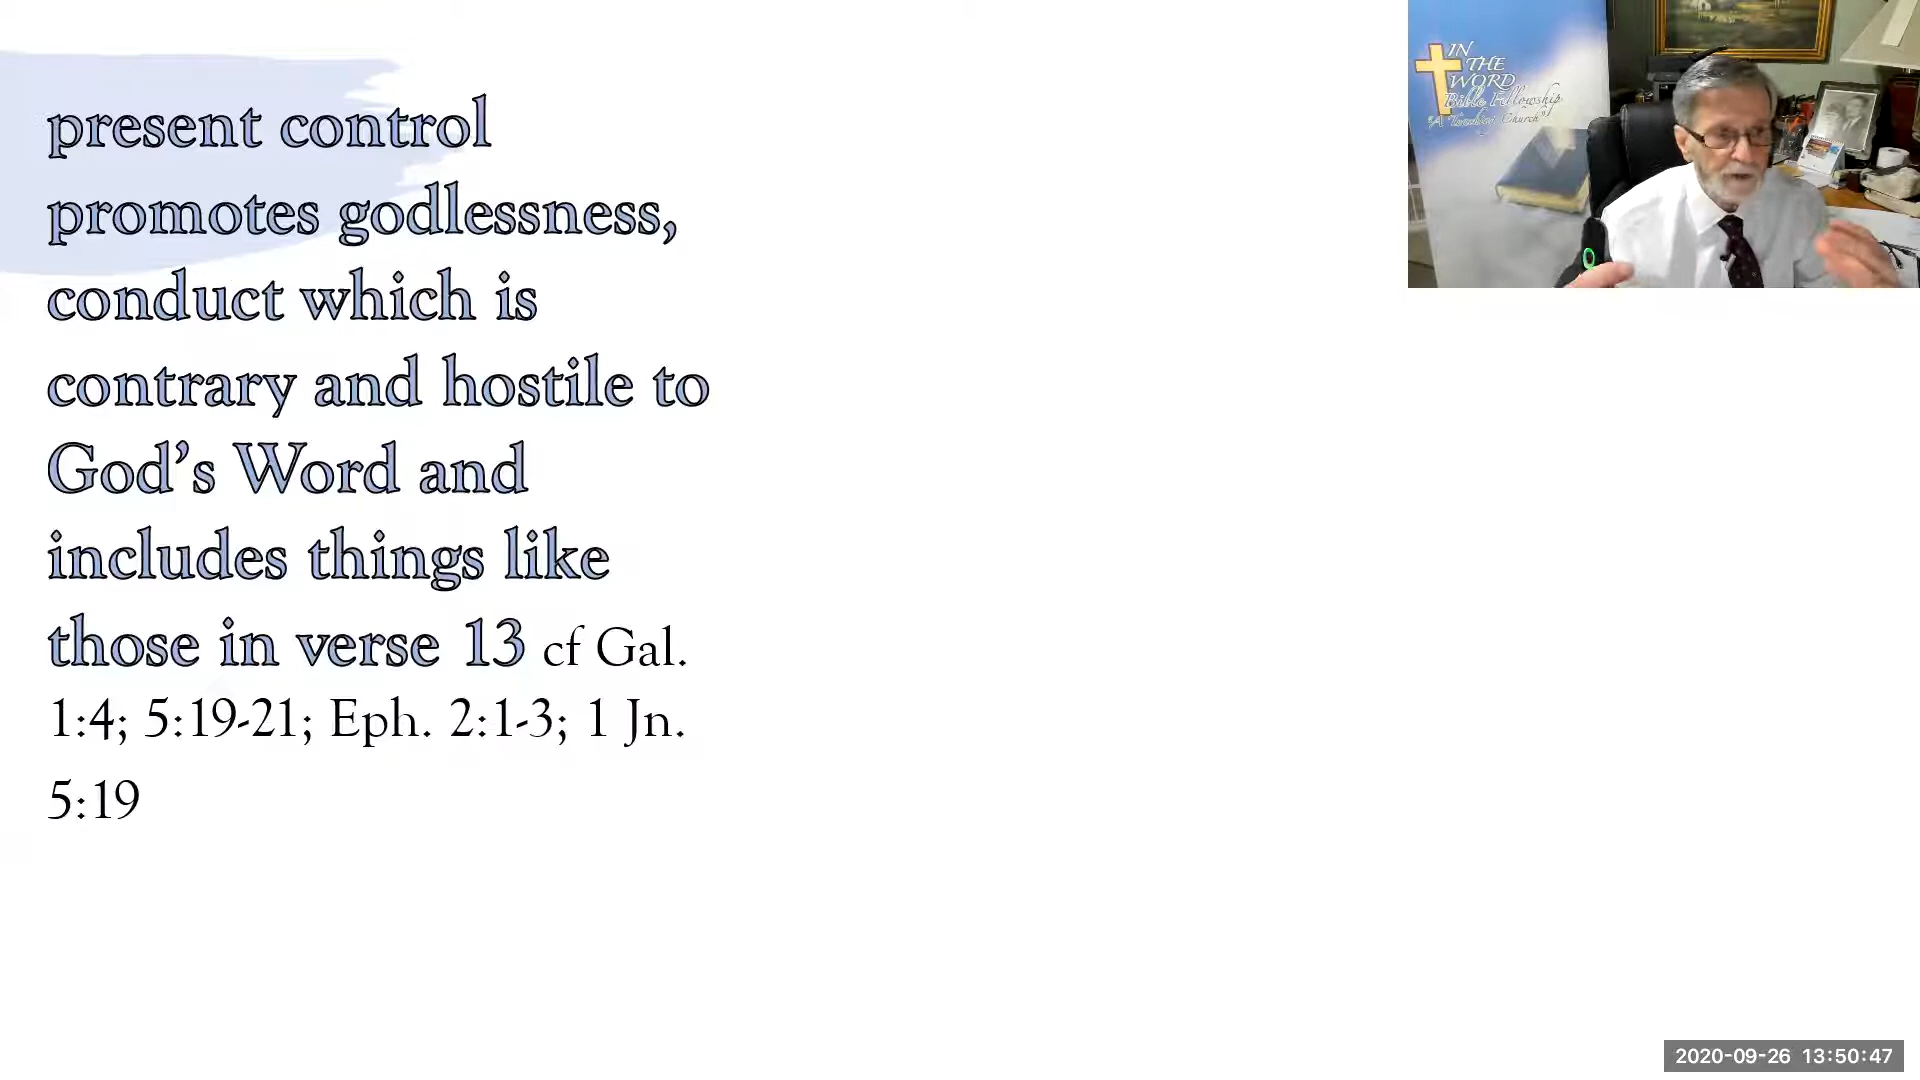 present control
promotes godlessness,
conduct which is
contrary and hostile to
God’s Word and
includes things like
those in verse 13 cf Gal.
1:4; 5:19-21; Eph. 2:1-3; 1 Jn.
5:19
IN
THE
WORD
Bible Fellowship
"A Teaching Church"
2020-09-26 13:50:47